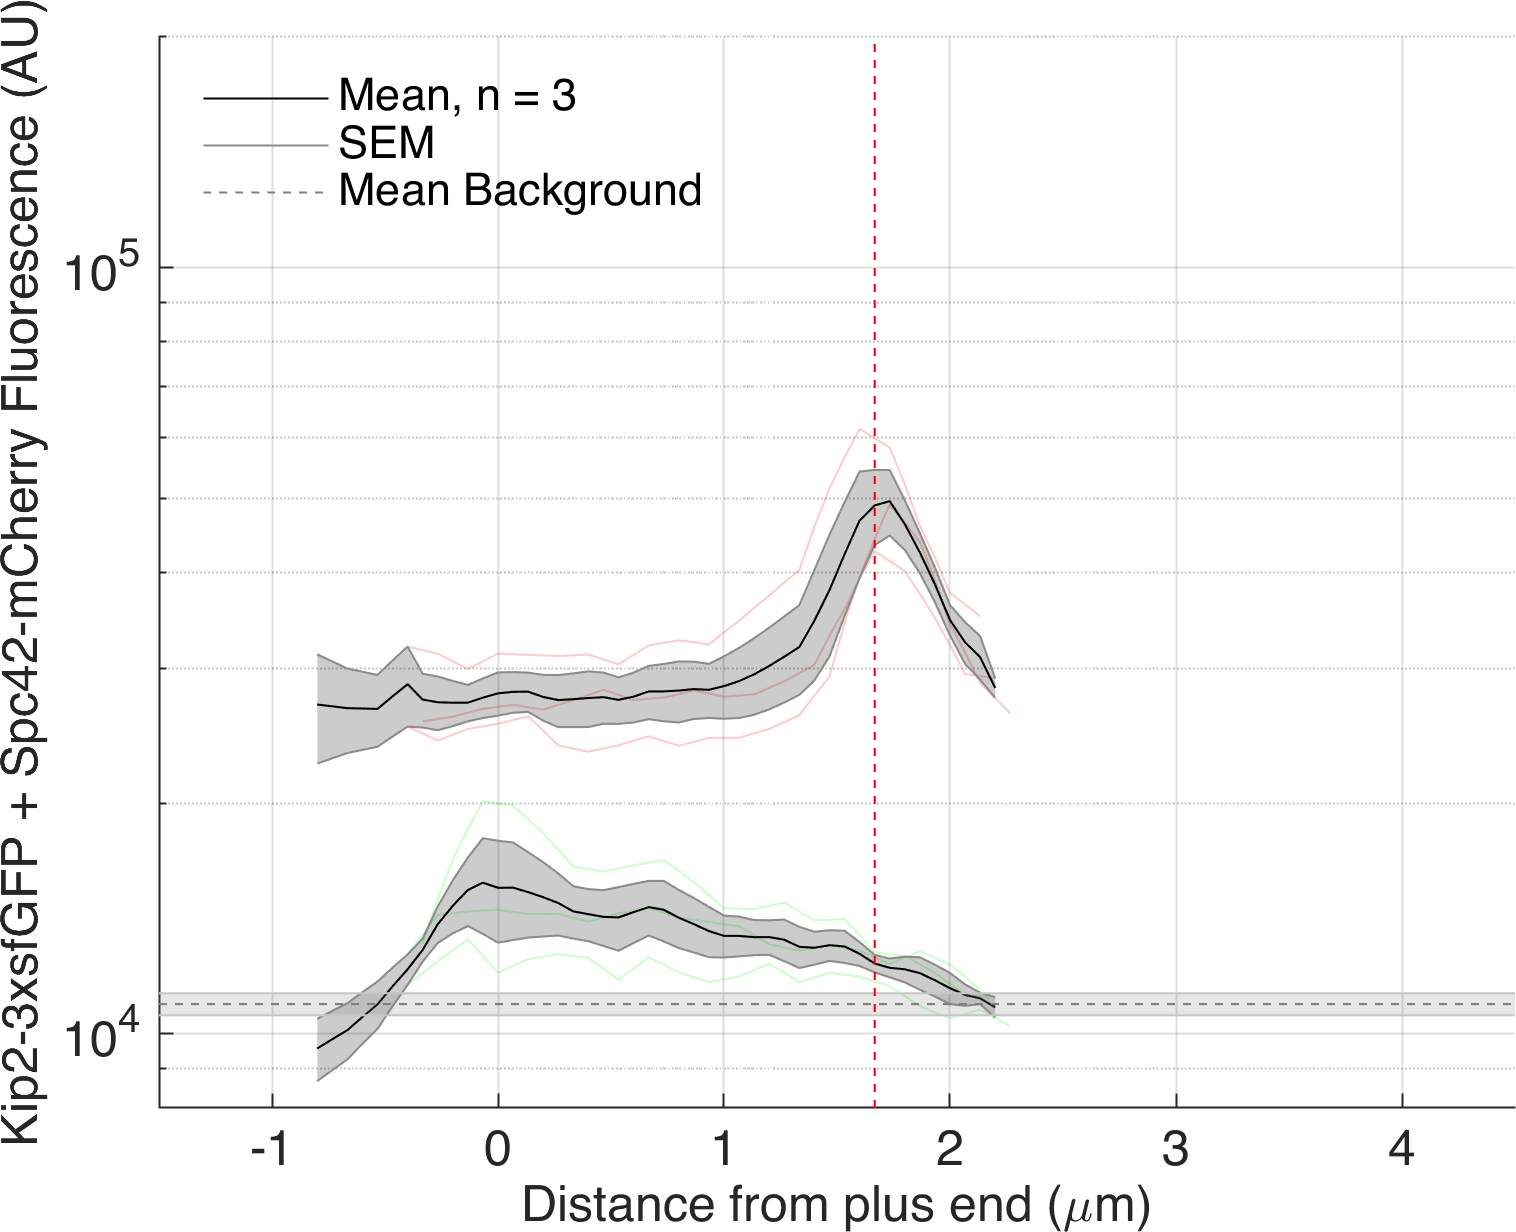 Kip2-3xsfGFP + Spc42-mCherry Fluorescence (AU)
Mean, n = 3
SEM
Mean Background
10^5
10^4
-1 0 1 2 3 4
Distance from plus end (μm)